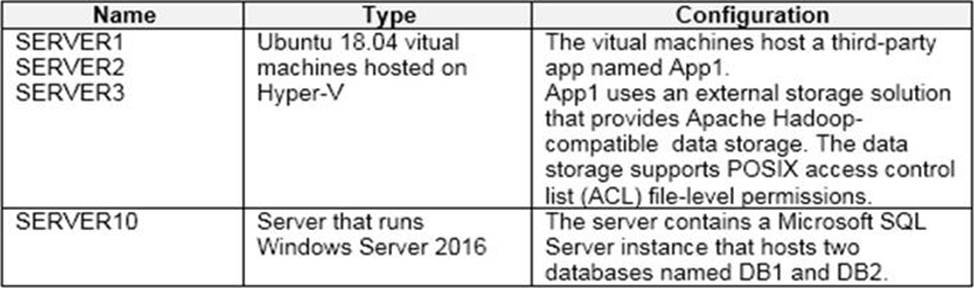 Name Type Configuration
SERVER1
SERVER2
SERVER3
Ubuntu 18.04 vitual
machines hosted on
Hyper-V
The vitual machines host a third-party
app named App1.
App1 uses an external storage solution
that provides Apache Hadoop-
compatible data storage. The data
storage supports POSIX access control
list (ACL) file-level permissions.
SERVER10
Server that runs
Windows Server 2016
The server contains a Microsoft SQL
Server instance that hosts two
databases named DB1 and DB2.